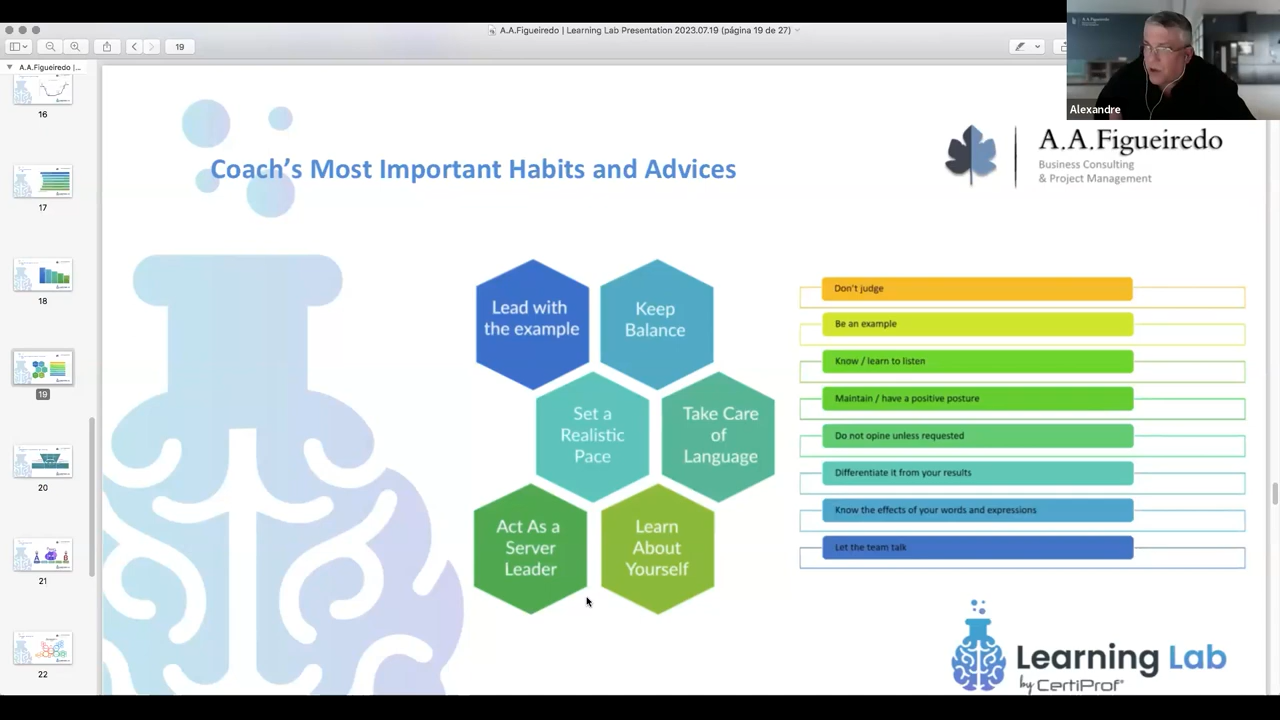 A.A.Figueiredo | Learning Lab Presentation 2023.07.19 (página 19 de 27)
19
A.A.Figueiredo |...
16
17
18
19
20
21
22
Alexandre
A.A.Figueiredo
Business Consulting
& Project Management
Coach's Most Important Habits and Advices
Lead with
the example
Keep
Balance
Set a
Realistic
Pace
Take Care
of
Language
Act As a
Server
Leader
Learn
About
Yourself
Don't judge
Be an example
Know / learn to listen
Maintain / have a positive posture
Do not opine unless requested
Differentiate it from your results
Know the effects of your words and expressions
Let the team talk
Learning Lab
by CertiProf®